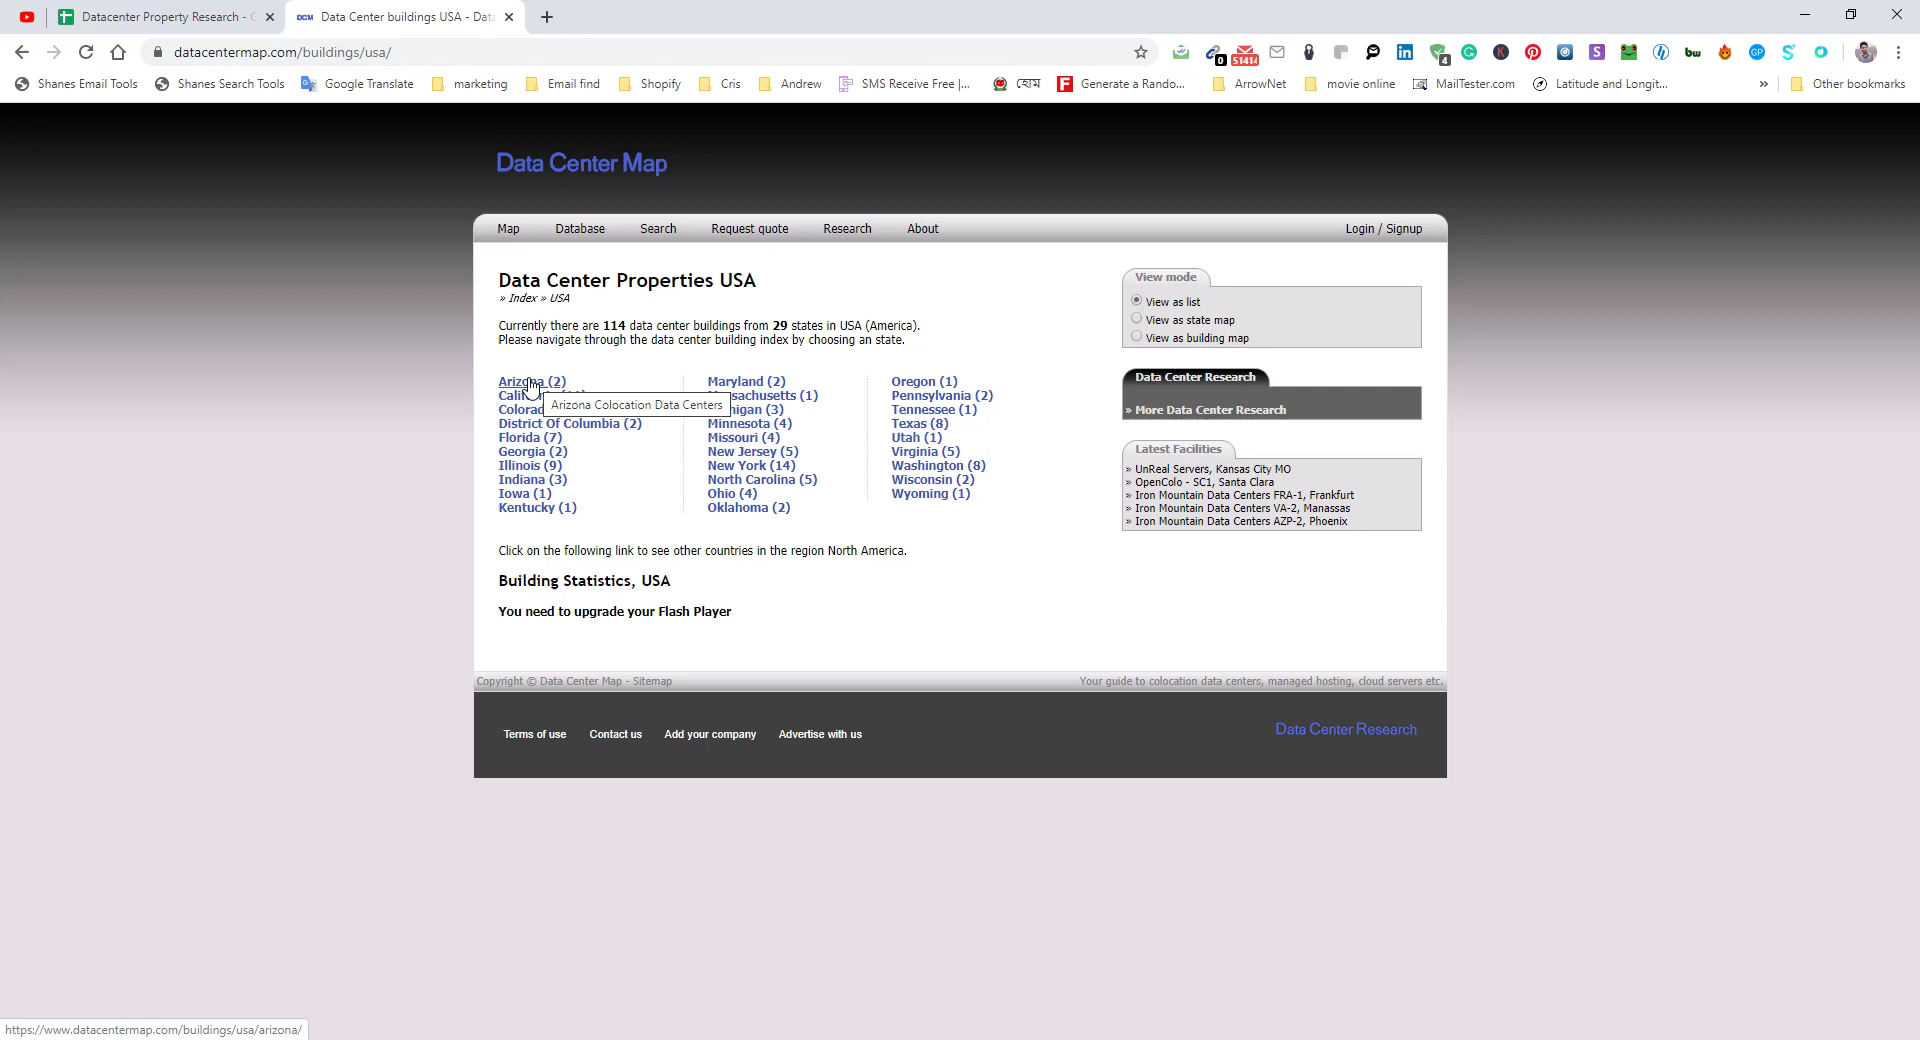 Datacenter Property Research - G
Data Center buildings USA - Data
datacentermap.com/buildings/usa/
0
51414
4
Shanes Email Tools
Shanes Search Tools
Google Translate
marketing
Email find
Shopify
Cris
Andrew
SMS Receive Free |...
হোম
Generate a Rando...
ArrowNet
movie online
MailTester.com
Latitude and Longit...
»
Other bookmarks
Data Center Map
Map Database Search Request quote Research About Login / Signup
Data Center Properties USA
» Index » USA
Currently there are 114 data center buildings from 29 states in USA (America).
Please navigate through the data center building index by choosing an state.
Arizona (2)
Colorad
District Of Columbia (2)
Florida (7)
Georgia (2)
Illinois (9)
Indiana (3)
Iowa (1)
Kentucky (1)
Arizona Colocation Data Centers
Maryland (2)
ssachusetts (1)
higan (3)
Minnesota (4)
Missouri (4)
New Jersey (5)
New York (14)
North Carolina (5)
Ohio (4)
Oklahoma (2)
Oregon (1)
Pennsylvania (2)
Tennessee (1)
Texas (8)
Utah (1)
Virginia (5)
Washington (8)
Wisconsin (2)
Wyoming (1)
Click on the following link to see other countries in the region North America.
Building Statistics, USA
You need to upgrade your Flash Player
View mode
View as list
View as state map
View as building map
Data Center Research
» More Data Center Research
Latest Facilities
» UnReal Servers, Kansas City MO
» OpenColo - SC1, Santa Clara
» Iron Mountain Data Centers FRA-1, Frankfurt
» Iron Mountain Data Centers VA-2, Manassas
» Iron Mountain Data Centers AZP-2, Phoenix
Copyright © Data Center Map - Sitemap
Your guide to colocation data centers, managed hosting, cloud servers etc.
Terms of use Contact us Add your company Advertise with us
Data Center Research
https://www.datacentermap.com/buildings/usa/arizona/